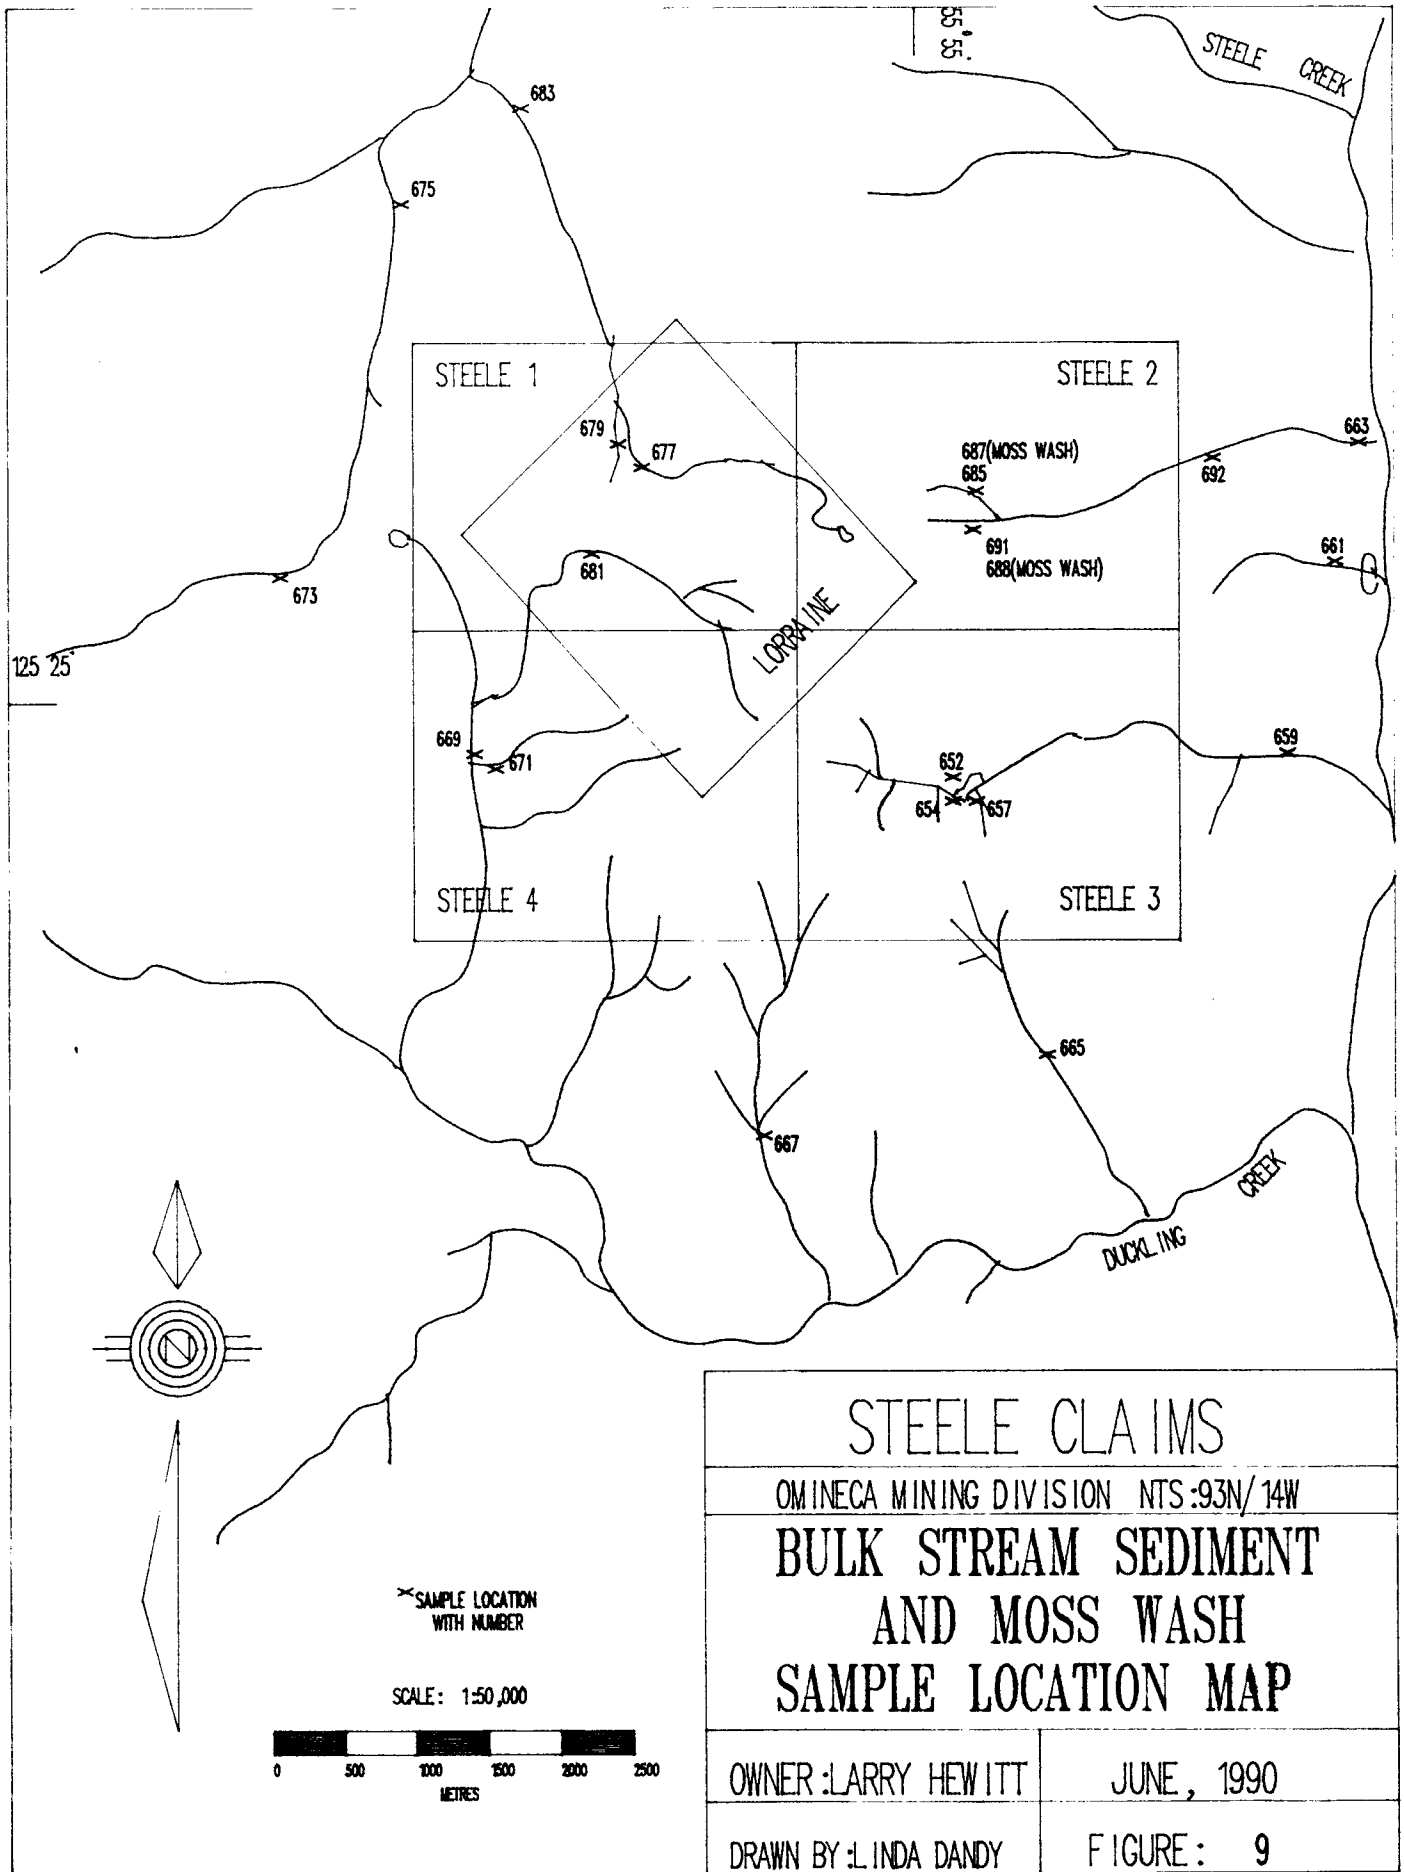 55° 55'
STEELE CREEK
683
675
STEELE 1
STEELE 2
679
677
687(MOSS WASH)
685
663
692
691
688(MOSS WASH)
661
681
673
LORRAINE
125 25'
669
671
652
654
657
659
STEELE 4
STEELE 3
665
667
DUCKLING CREEK
N
STEELE CLAIMS
OMINECA MINING DIVISION NTS:93N/14W
BULK STREAM SEDIMENT
AND MOSS WASH
SAMPLE LOCATION MAP
SAMPLE LOCATION
WITH NUMBER
SCALE: 1:50,000
0 500 1000 1500 2000 2500
METRES
OWNER:LARRY HEWITT
JUNE, 1990
DRAWN BY:LINDA DANDY
FIGURE: 9